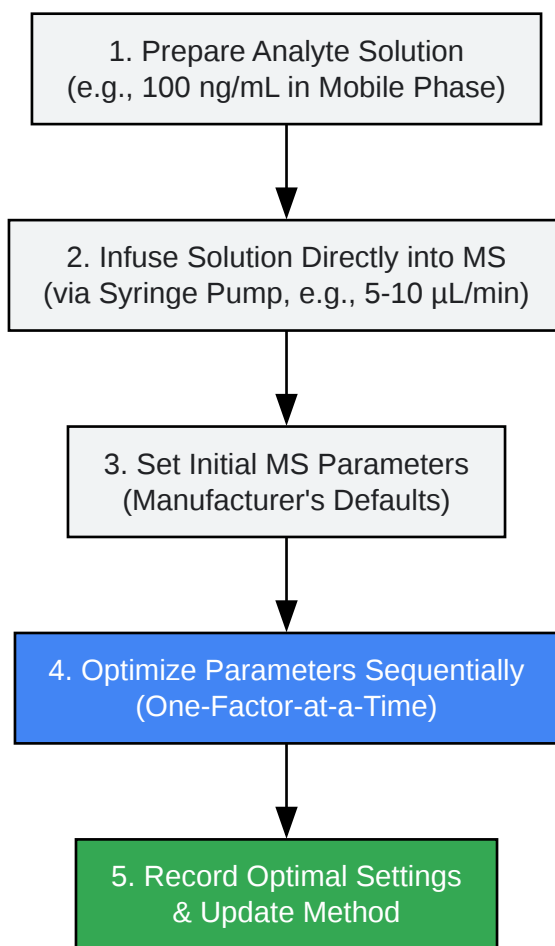 1. Prepare Analyte Solution
(e.g., 100 ng/mL in Mobile Phase)
2. Infuse Solution Directly into MS
(via Syringe Pump, e.g., 5-10 µL/min)
3. Set Initial MS Parameters
(Manufacturer's Defaults)
4. Optimize Parameters Sequentially
(One-Factor-at-a-Time)
5. Record Optimal Settings
& Update Method